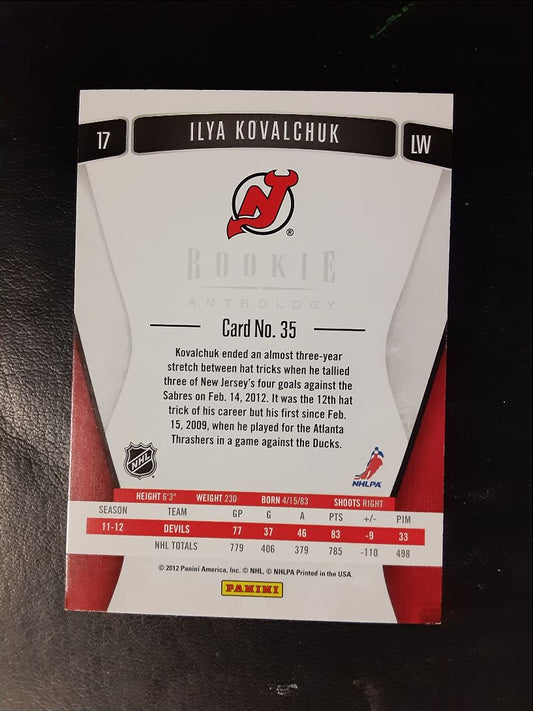 17 ILYA KOVALCHUK LW
NJ ®
ROOKIE
ANTHOLOGY
Card No. 35
Kovalchuk ended an almost three-year
stretch between hat tricks when he tallied
three of New Jersey's four goals against the
Sabres on Feb. 14, 2012. It was the 12th hat
trick of his career but his first since Feb.
15, 2009, when he played for the Atlanta
Thrashers in a game against the Ducks.
NHL NHLPA
HEIGHT 6'3" WEIGHT 230 BORN 4/15/83 SHOOTS RIGHT
SEASON TEAM GP G A PTS +/- PIM
11-12 DEVILS 77 37 46 83 -9 33
NHL TOTALS 779 406 379 785 -110 498
© 2012 Panini America, Inc. © NHL, © NHLPA Printed in the USA.
PANINI